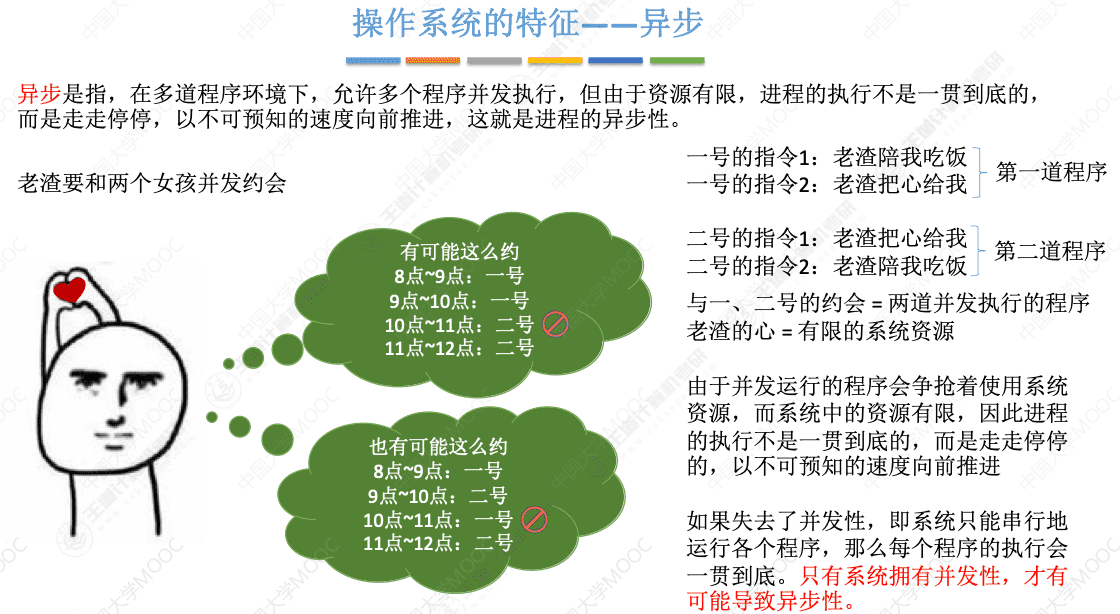 操作系统的特征——异步
异步是指，在多道程序环境下，允许多个程序并发执行，但由于资源有限，进程的执行不是一贯到底的，
而是走走停停，以不可预知的速度向前推进，这就是进程的异步性。
老渣要和两个女孩并发约会
有可能这么约
8点~9点：一号
9点~10点：一号
10点~11点：二号
11点~12点：二号
也有可能这么约
8点~9点：一号
9点~10点：二号
10点~11点：一号
11点~12点：二号
一号的指令1：老渣陪我吃饭
一号的指令2：老渣把心给我
第一道程序
二号的指令1：老渣把心给我
二号的指令2：老渣陪我吃饭
第二道程序
与一、二号的约会 = 两道并发执行的程序
老渣的心 = 有限的系统资源
由于并发运行的程序会争抢着使用系统
资源，而系统中的资源有限，因此进程
的执行不是一贯到底的，而是走走停停
的，以不可预知的速度向前推进
如果失去了并发性，即系统只能串行地
运行各个程序，那么每个程序的执行会
一贯到底。只有系统拥有并发性，才有
可能导致异步性。
中国大学MOOC
王道计算机考研